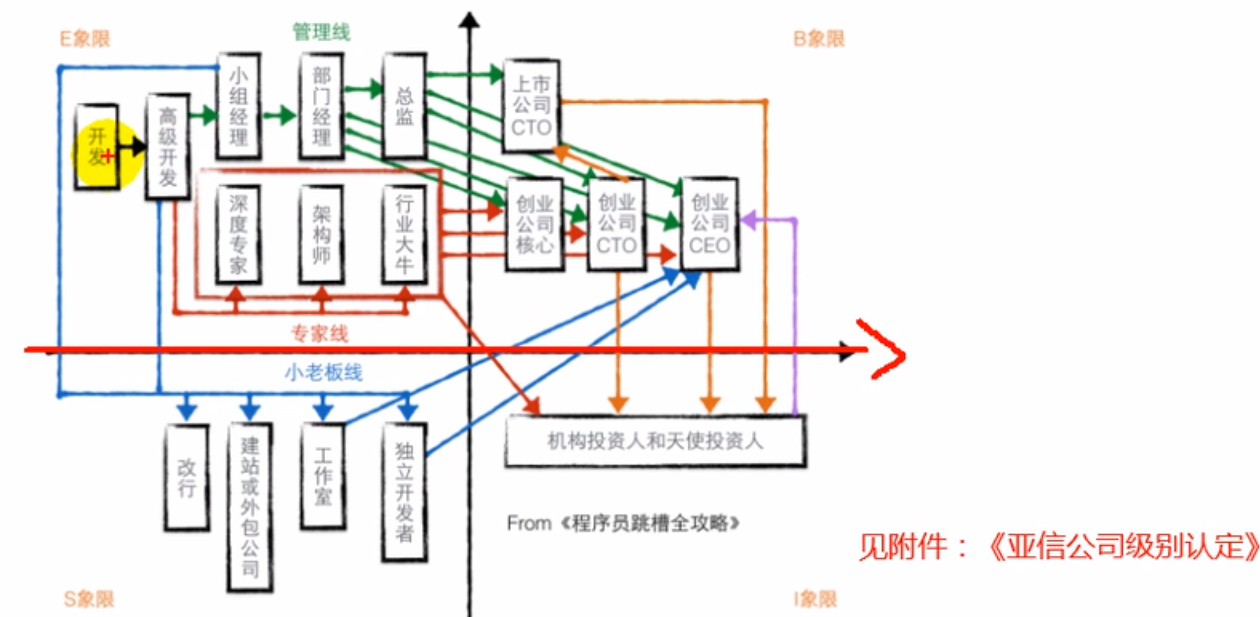 E象限
管理线
B象限
开发
高级开发
小组经理
部门经理
总监
上市公司CTO
深度专家
架构师
行业大牛
创业公司核心
创业公司CTO
创业公司CEO
专家线
小老板线
改行
建站或外包公司
工作室
独立开发者
机构投资人和天使投资人
From《程序员跳槽全攻略》
见附件：《亚信公司级别认定》
S象限
I象限